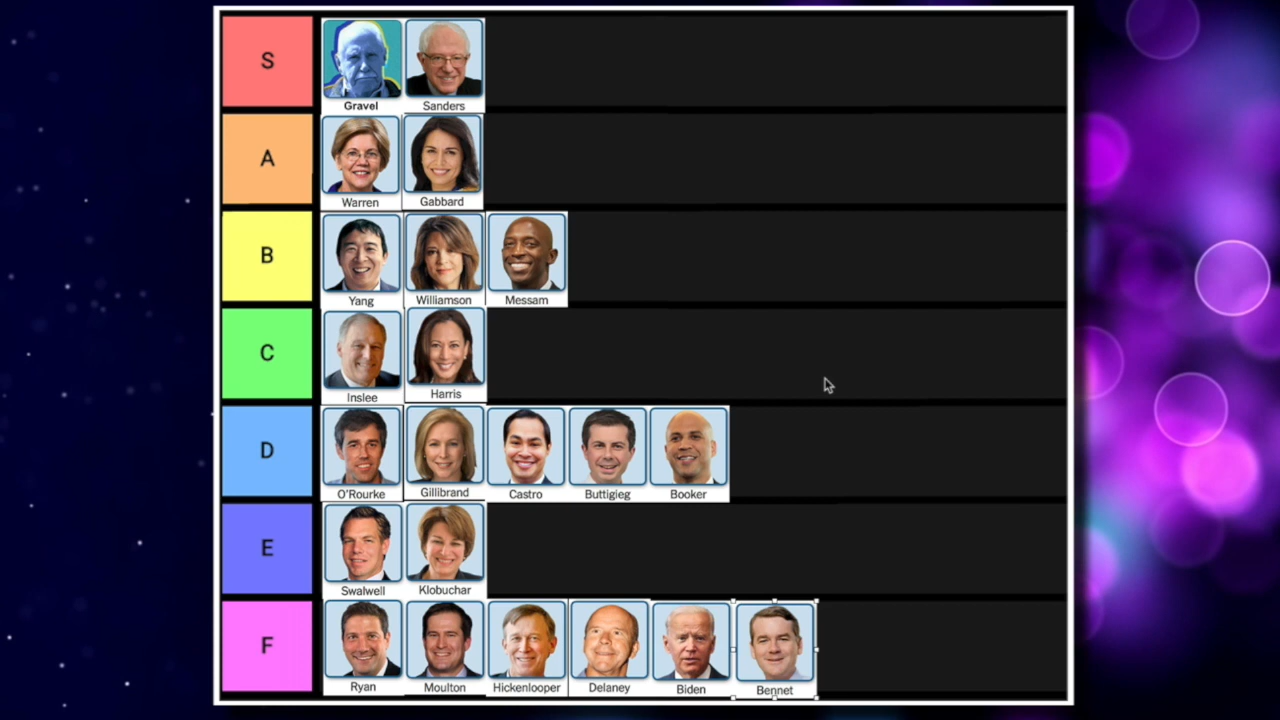 S
Gravel Sanders
A
Warren Gabbard
B
Yang Williamson Messam
C
Inslee Harris
D
O'Rourke Gillibrand Castro Buttigieg Booker
E
Swalwell Klobuchar
F
Ryan Moulton Hickenlooper Delaney Biden Bennet